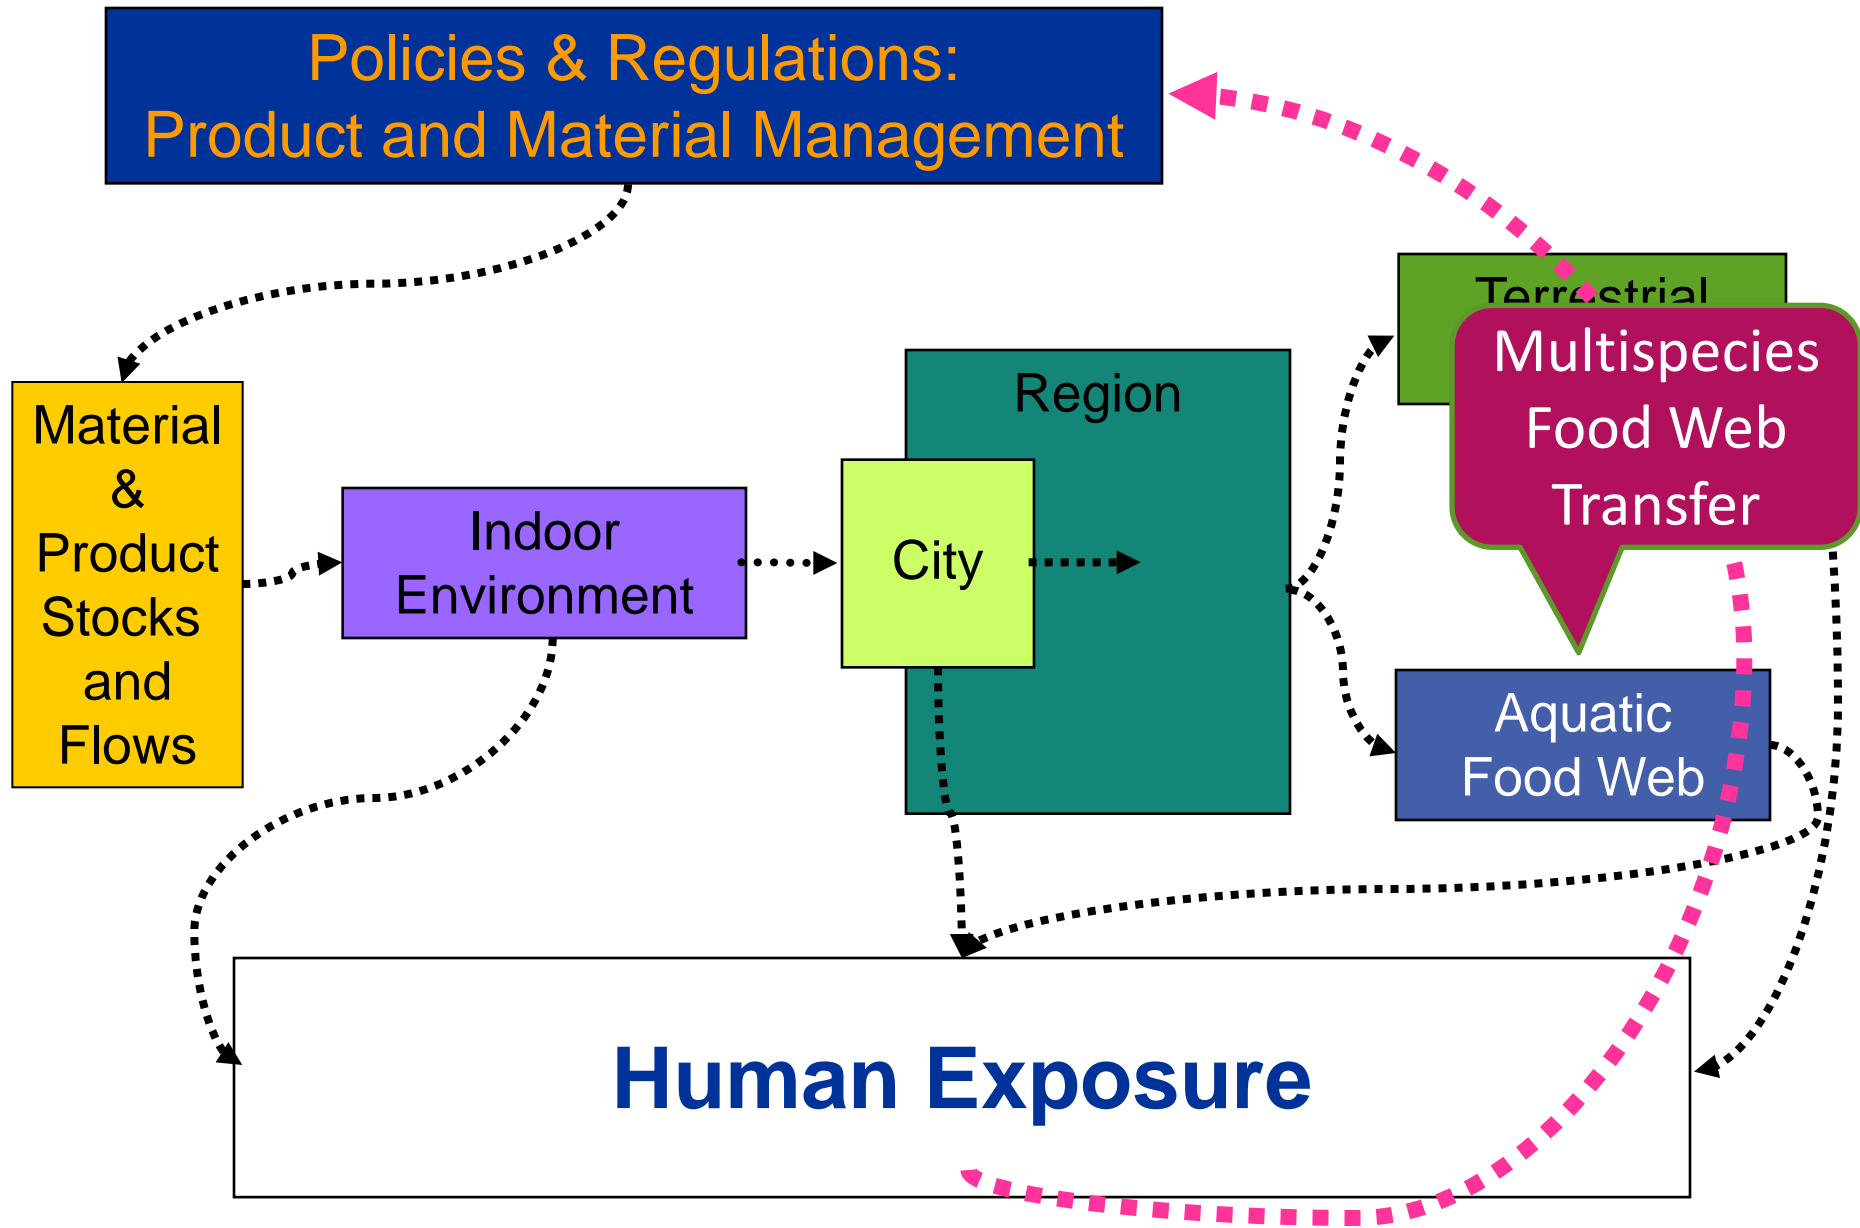 Policies & Regulations:
Product and Material Management
Material
&
Product
Stocks
and
Flows
Indoor
Environment
City
Region
Terrestrial
Multispecies
Food Web
Transfer
Aquatic
Food Web
Human Exposure